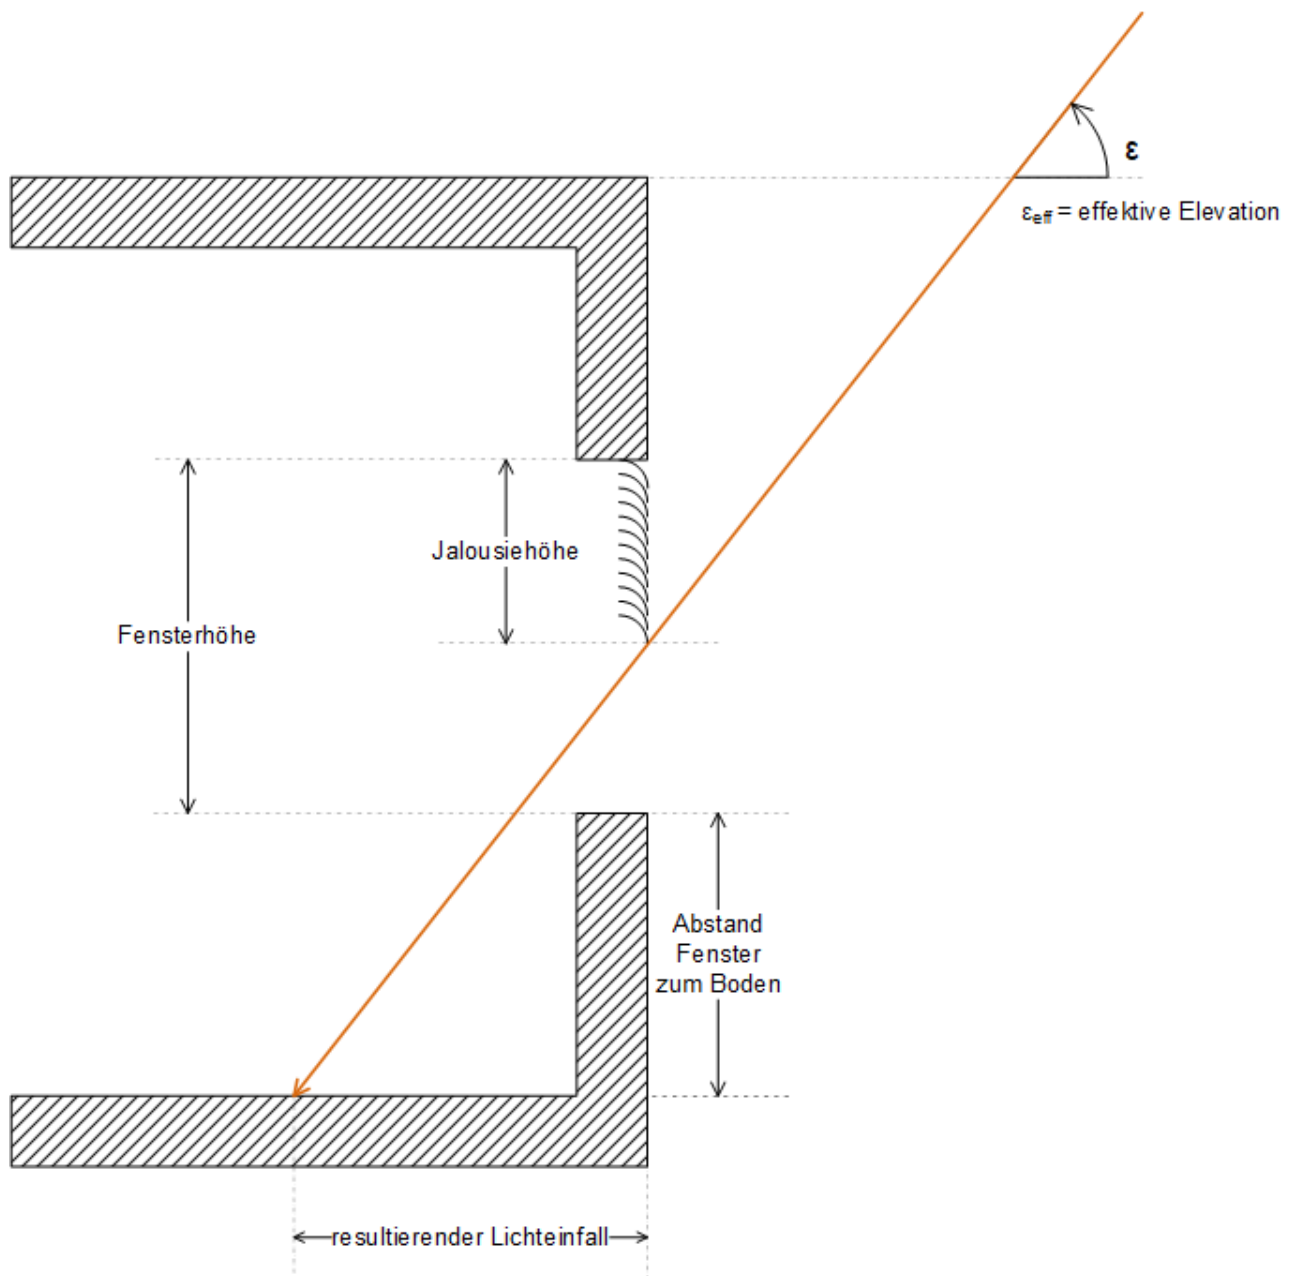 ε
εeff = effektive Elevation
Jalousiehöhe
Fensterhöhe
Abstand
Fenster
zum Boden
resultierender Lichteinfall